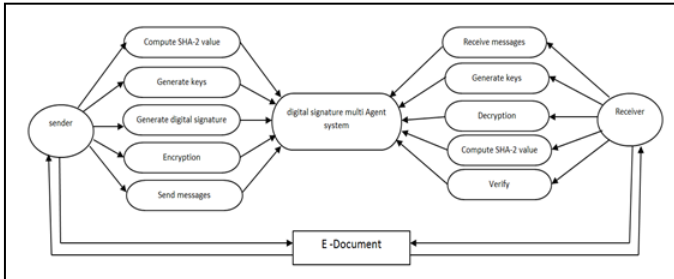 Compute SHA-2 value
Generate keys
sender
Generate digital signature
Encryption
Send messages
digital signature multi Agent
system
Receive messages
Generate keys
Decryption
Receiver
Compute SHA-2 value
Verify
E -Document